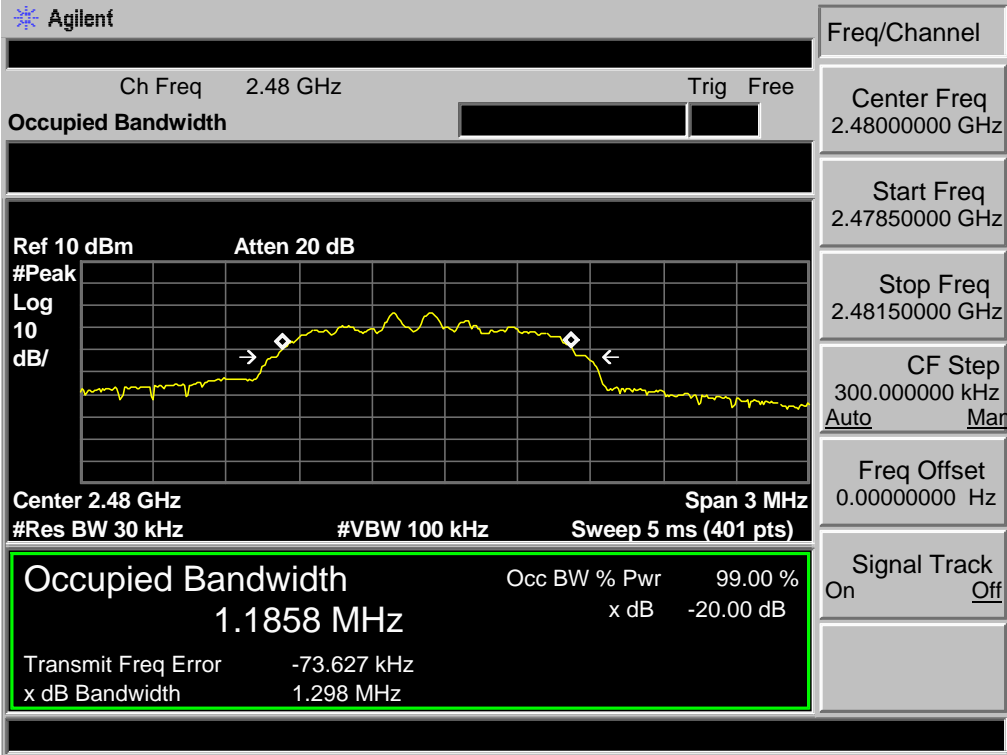 Agilent
Freq/Channel
Ch Freq 2.48 GHz Trig Free
Occupied Bandwidth
Center Freq
2.48000000 GHz
Start Freq
2.47850000 GHz
Stop Freq
2.48150000 GHz
CF Step
300.000000 kHz
Auto Man
Freq Offset
0.00000000 Hz
Signal Track
On Off
Ref 10 dBm Atten 20 dB
#Peak
Log
10
dB/
Center 2.48 GHz Span 3 MHz
#Res BW 30 kHz #VBW 100 kHz Sweep 5 ms (401 pts)
Occupied Bandwidth
1.1858 MHz
Occ BW % Pwr 99.00 %
x dB -20.00 dB
Transmit Freq Error -73.627 kHz
x dB Bandwidth 1.298 MHz